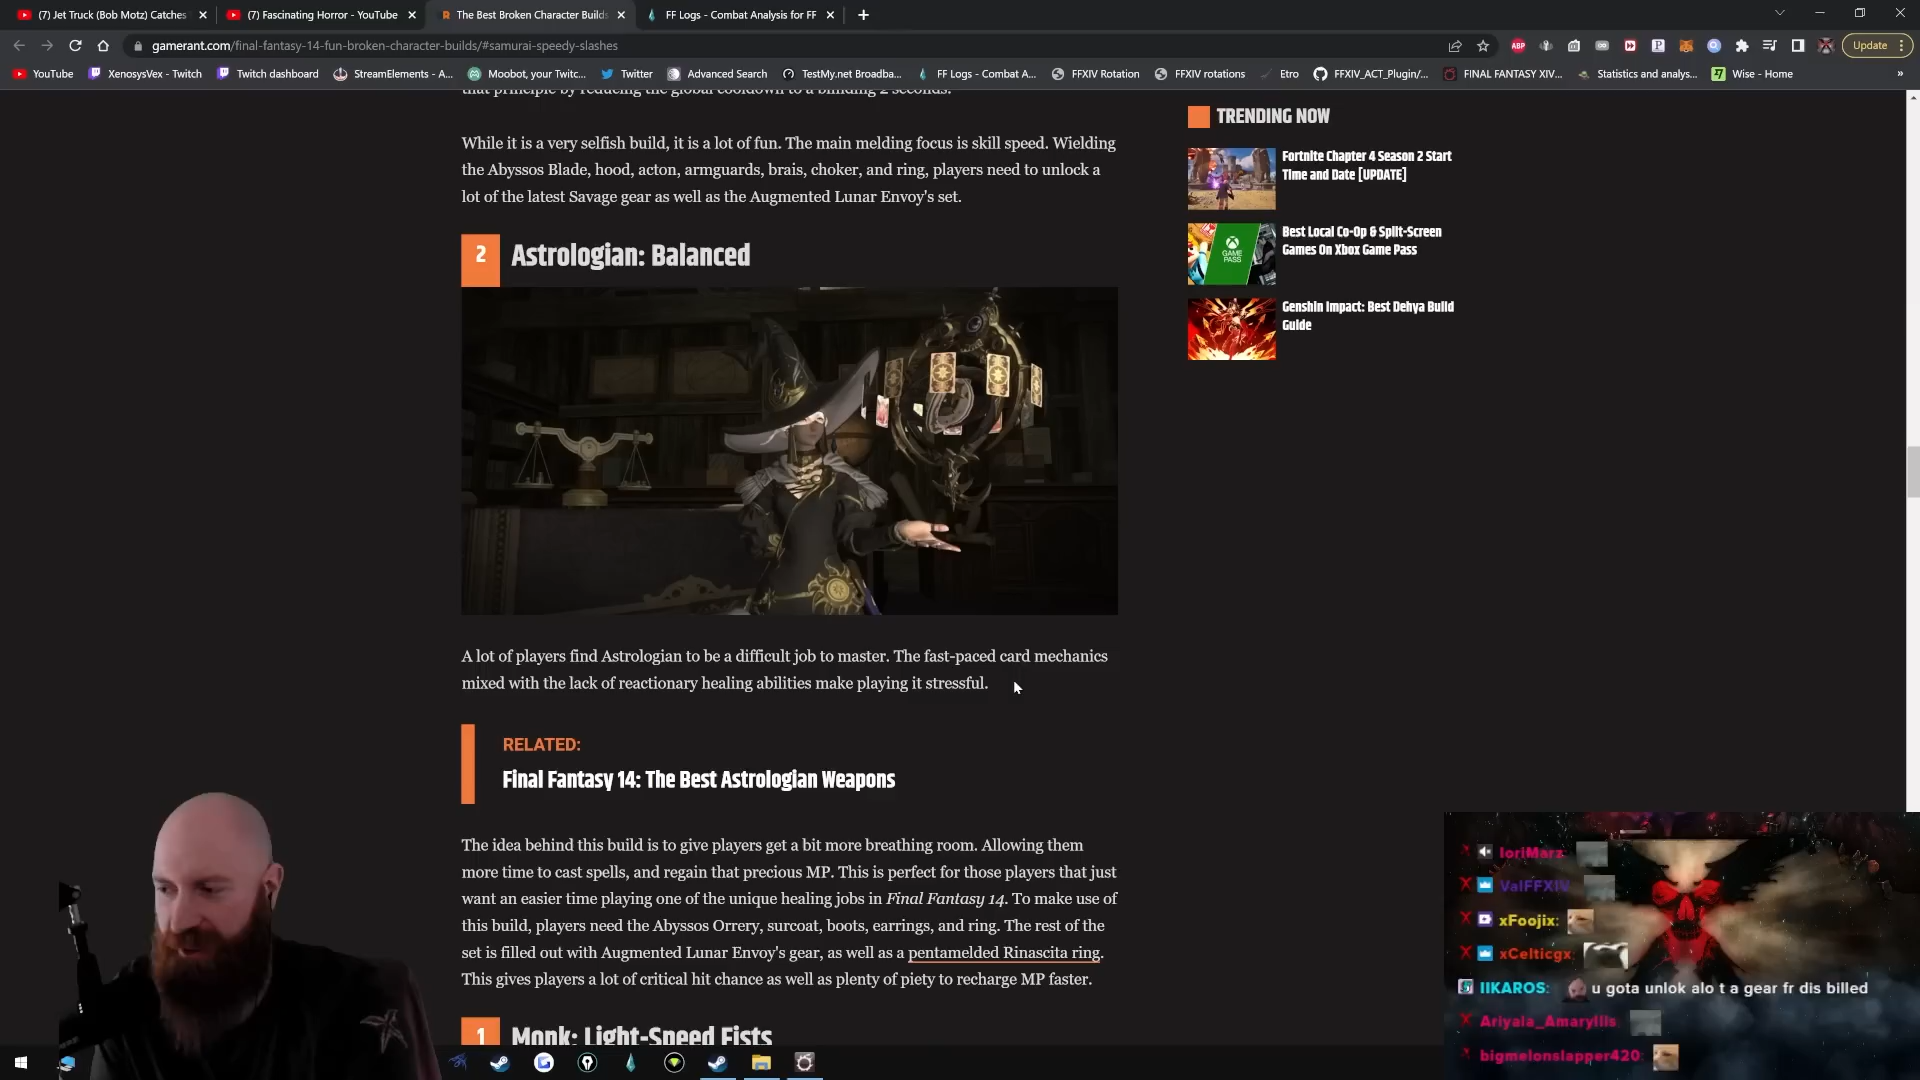 (7) Jet Truck (Bob Motz) Catches
(7) Fascinating Horror - YouTube
The Best Broken Character Builds
FF Logs - Combat Analysis for FF
gamerant.com/final-fantasy-14-fun-broken-character-builds/#samurai-speedy-slashes
Update
YouTube
XenosysVex - Twitch
Twitch dashboard
StreamElements - A...
Moobot, your Twitc...
Twitter
Advanced Search
TestMy.net Broadba...
FF Logs - Combat A...
FFXIV Rotation
FFXIV rotations
Etro
FFXIV_ACT_Plugin/...
FINAL FANTASY XIV...
Statistics and analys...
Wise - Home
that principle by reducing the global cooldown to a blinding 2 seconds.
While it is a very selfish build, it is a lot of fun. The main melding focus is skill speed. Wielding
the Abyssos Blade, hood, acton, armguards, brais, choker, and ring, players need to unlock a
lot of the latest Savage gear as well as the Augmented Lunar Envoy's set.
2 Astrologian: Balanced
A lot of players find Astrologian to be a difficult job to master. The fast-paced card mechanics
mixed with the lack of reactionary healing abilities make playing it stressful.
RELATED:
Final Fantasy 14: The Best Astrologian Weapons
The idea behind this build is to give players get a bit more breathing room. Allowing them
more time to cast spells, and regain that precious MP. This is perfect for those players that just
want an easier time playing one of the unique healing jobs in Final Fantasy 14. To make use of
this build, players need the Abyssos Orrery, surcoat, boots, earrings, and ring. The rest of the
set is filled out with Augmented Lunar Envoy's gear, as well as a pentamelded Rinascita ring.
This gives players a lot of critical hit chance as well as plenty of piety to recharge MP faster.
1 Monk: Light-Speed Fists
TRENDING NOW
Fortnite Chapter 4 Season 2 Start
Time and Date [UPDATE]
Best Local Co-Op & Split-Screen
Games On Xbox Game Pass
GAME
PASS
Genshin Impact: Best Dehya Build
Guide
IoriMarz:
ValFFXIV:
xFoojix:
xCelticgx:
IIKAROS: u gota unlok alo t a gear fr dis billed
Ariyala_Amaryllis:
bigmelonslapper420: